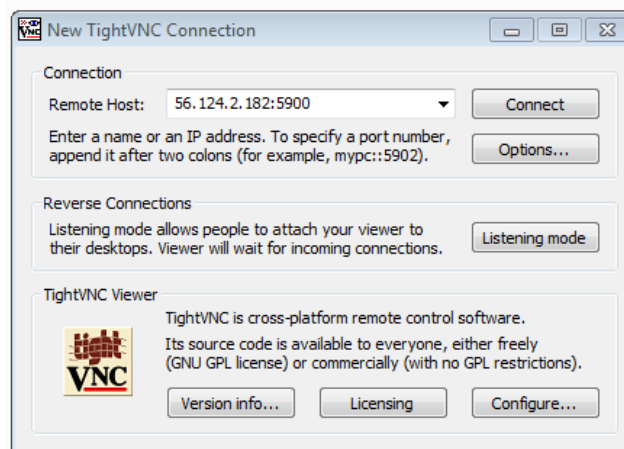 New TightVNC Connection
Connection
Remote Host: 56.124.2.182:5900 Connect
Enter a name or an IP address. To specify a port number,
append it after two colons (for example, mypc::5902).
Options...
Reverse Connections
Listening mode allows people to attach your viewer to
their desktops. Viewer will wait for incoming connections.
Listening mode
TightVNC Viewer
TightVNC is cross-platform remote control software.
Its source code is available to everyone, either freely
(GNU GPL license) or commercially (with no GPL restrictions).
tight
VNC
Version info... Licensing Configure...